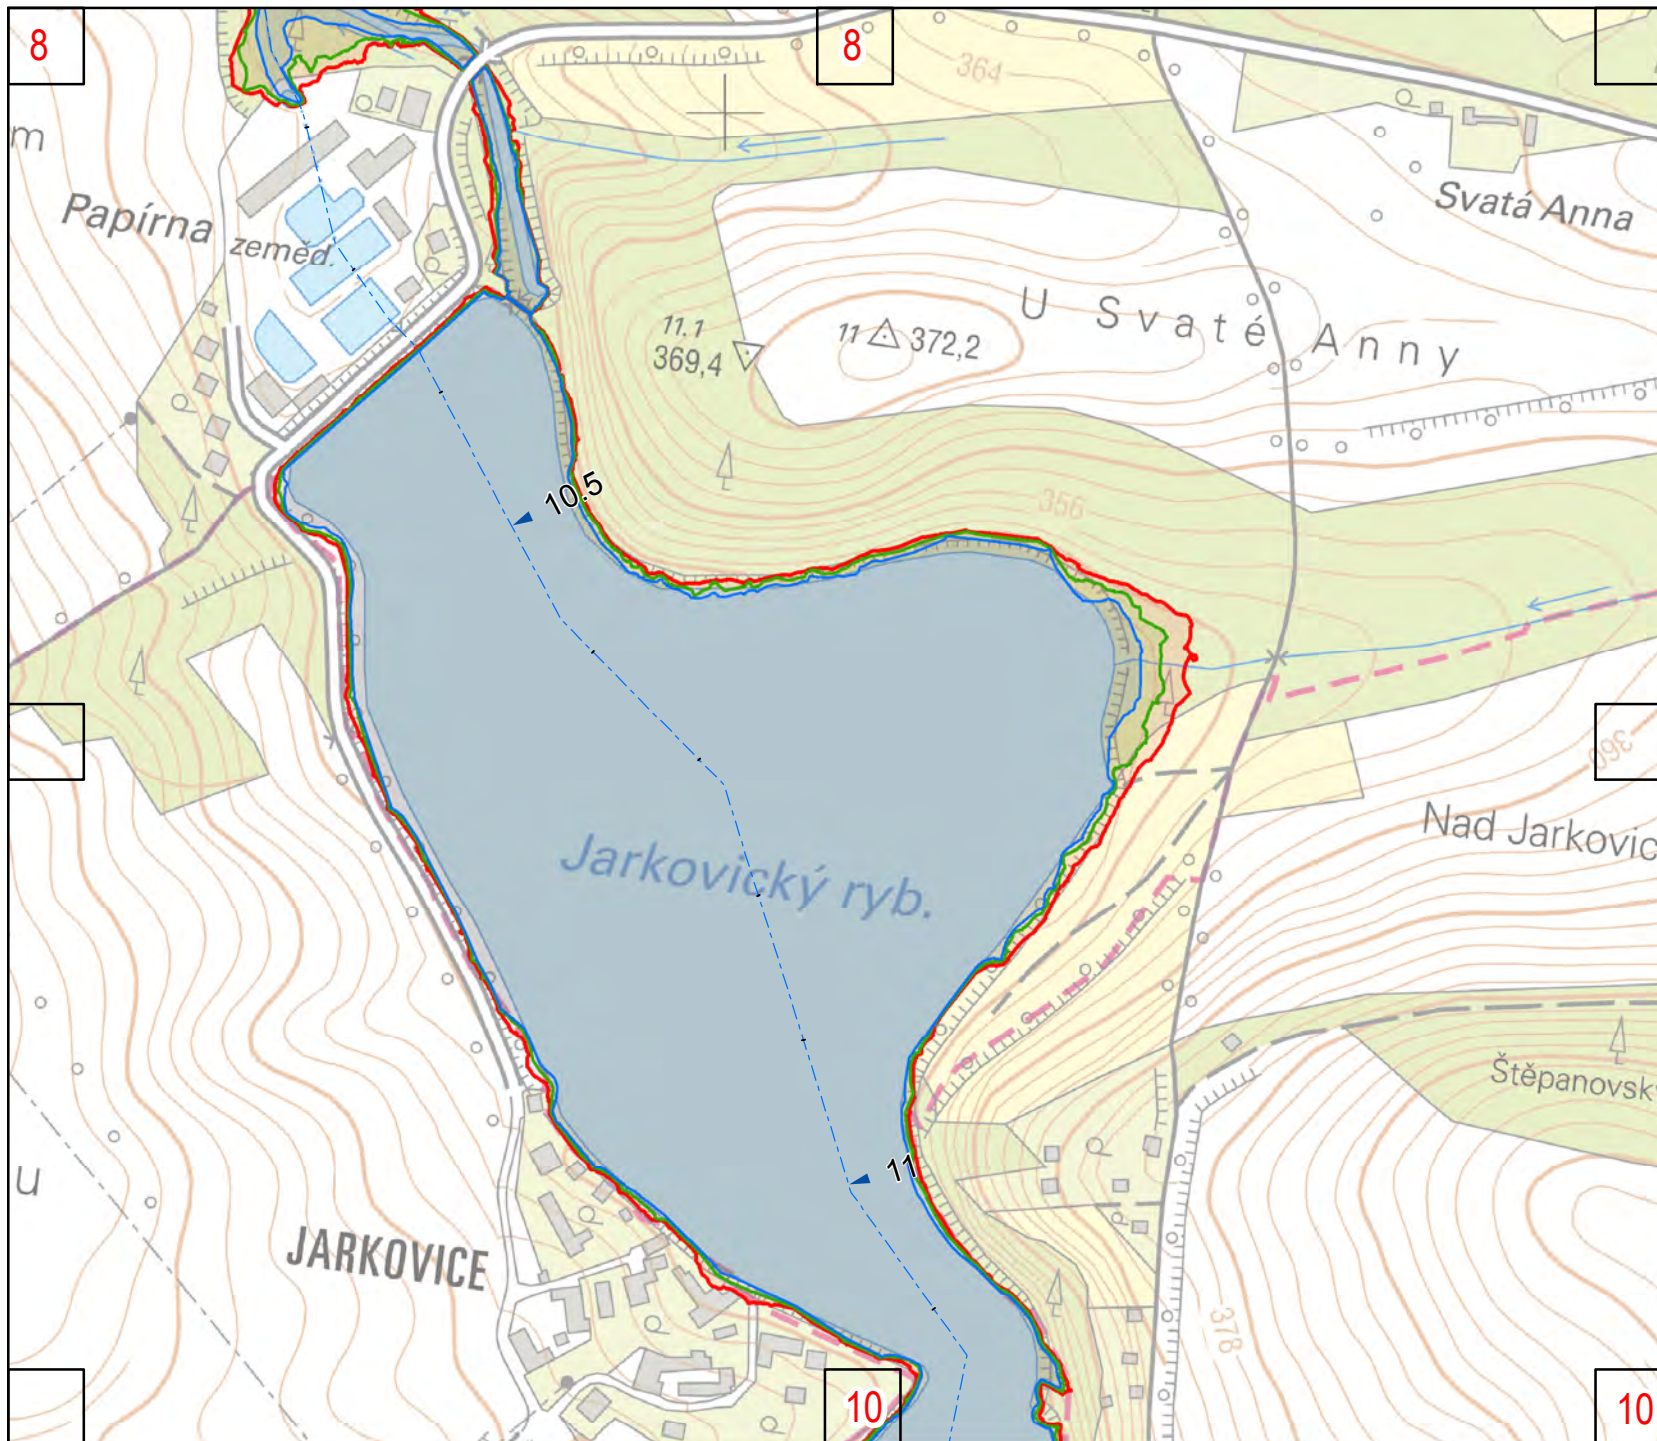 8
8
364
m
Papírna
zeměd.
Svatá Anna
U Svaté Anny
11.1
369,4
11 372,2
10.5
356
360
Nad Jarkovic
Jarkovický ryb.
Štěpanovsk
11
u
JARKOVICE
378
10
10